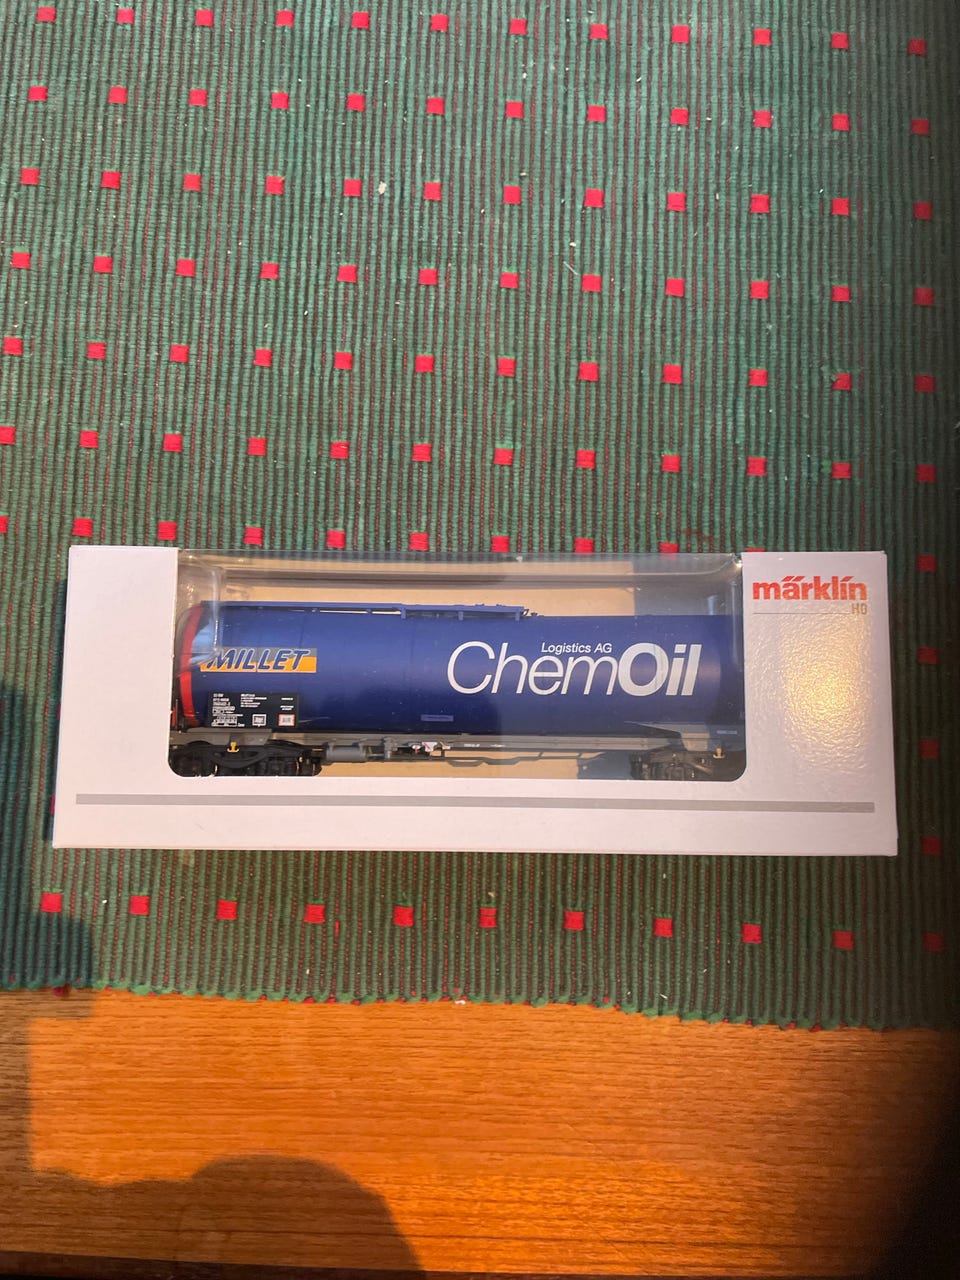 märklin
H0
MILLET
Logistics AG
ChemOil